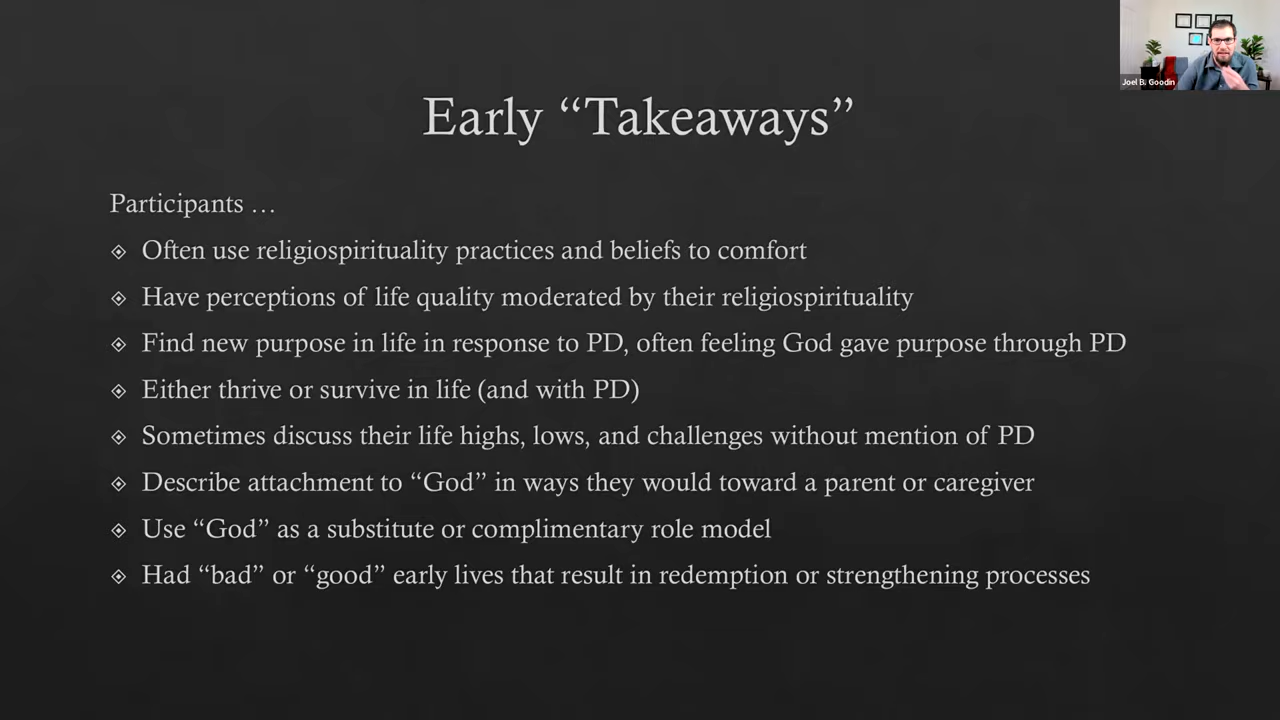 Joel B. Goodin
Early “Takeaways”
Participants …
Often use religiospirituality practices and beliefs to comfort
Have perceptions of life quality moderated by their religiospirituality
Find new purpose in life in response to PD, often feeling God gave purpose through PD
Either thrive or survive in life (and with PD)
Sometimes discuss their life highs, lows, and challenges without mention of PD
Describe attachment to “God” in ways they would toward a parent or caregiver
Use “God” as a substitute or complimentary role model
Had “bad” or “good” early lives that result in redemption or strengthening processes